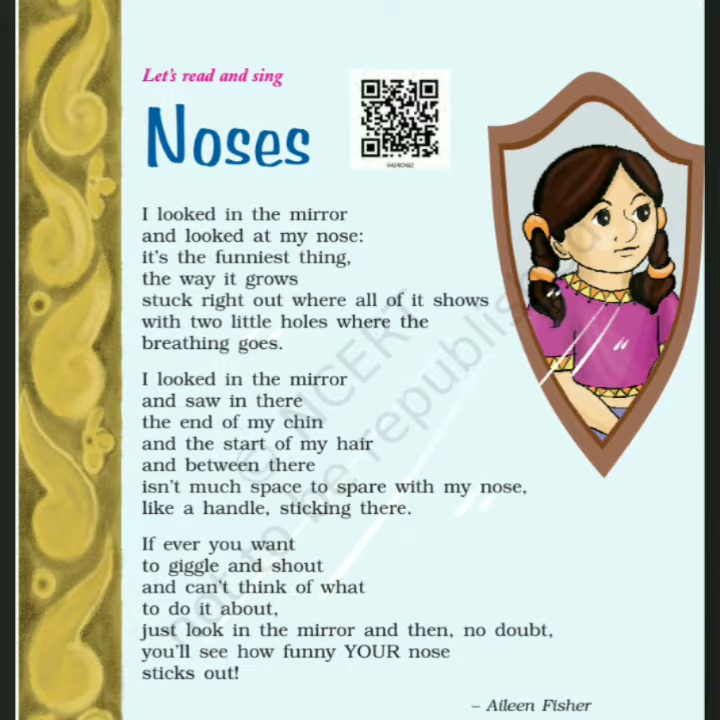 Let's read and sing
Noses
I looked in the mirror
and looked at my nose:
it's the funniest thing,
the way it grows
stuck right out where all of it shows
with two little holes where the
breathing goes.
I looked in the mirror
and saw in there
the end of my chin
and the start of my hair
and between there
isn't much space to spare with my nose,
like a handle, sticking there.
If ever you want
to giggle and shout
and can't think of what
to do it about,
just look in the mirror and then, no doubt,
you'll see how funny YOUR nose
sticks out!
– Aileen Fisher
© NCERT
not to be republished